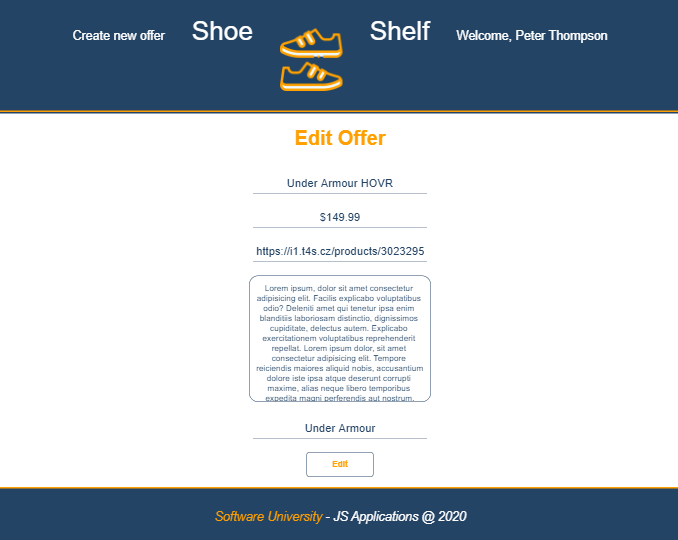 Create new offer
Shoe
Shelf
Welcome, Peter Thompson
Edit Offer
Under Armour HOVR
$149.99
https://i1.t4s.cz/products/3023295
Lorem ipsum, dolor sit amet consectetur
adipisicing elit. Facilis explicabo voluptatibus
odio? Deleniti amet qui tenetur ipsa enim
blanditiis laboriosam distinctio, dignissimos
cupiditate, delectus autem. Explicabo
exercitationem voluptatibus reprehenderit
repellat. Lorem ipsum dolor, sit amet
consectetur adipisicing elit. Tempore
reiciendis maiores aliquid nobis, accusantium
dolore iste ipsa atque deserunt corrupti
maxime, alias neque libero temporibus
expedita magni perferendis aut nostrum,
Under Armour
Edit
Software University - JS Applications @ 2020